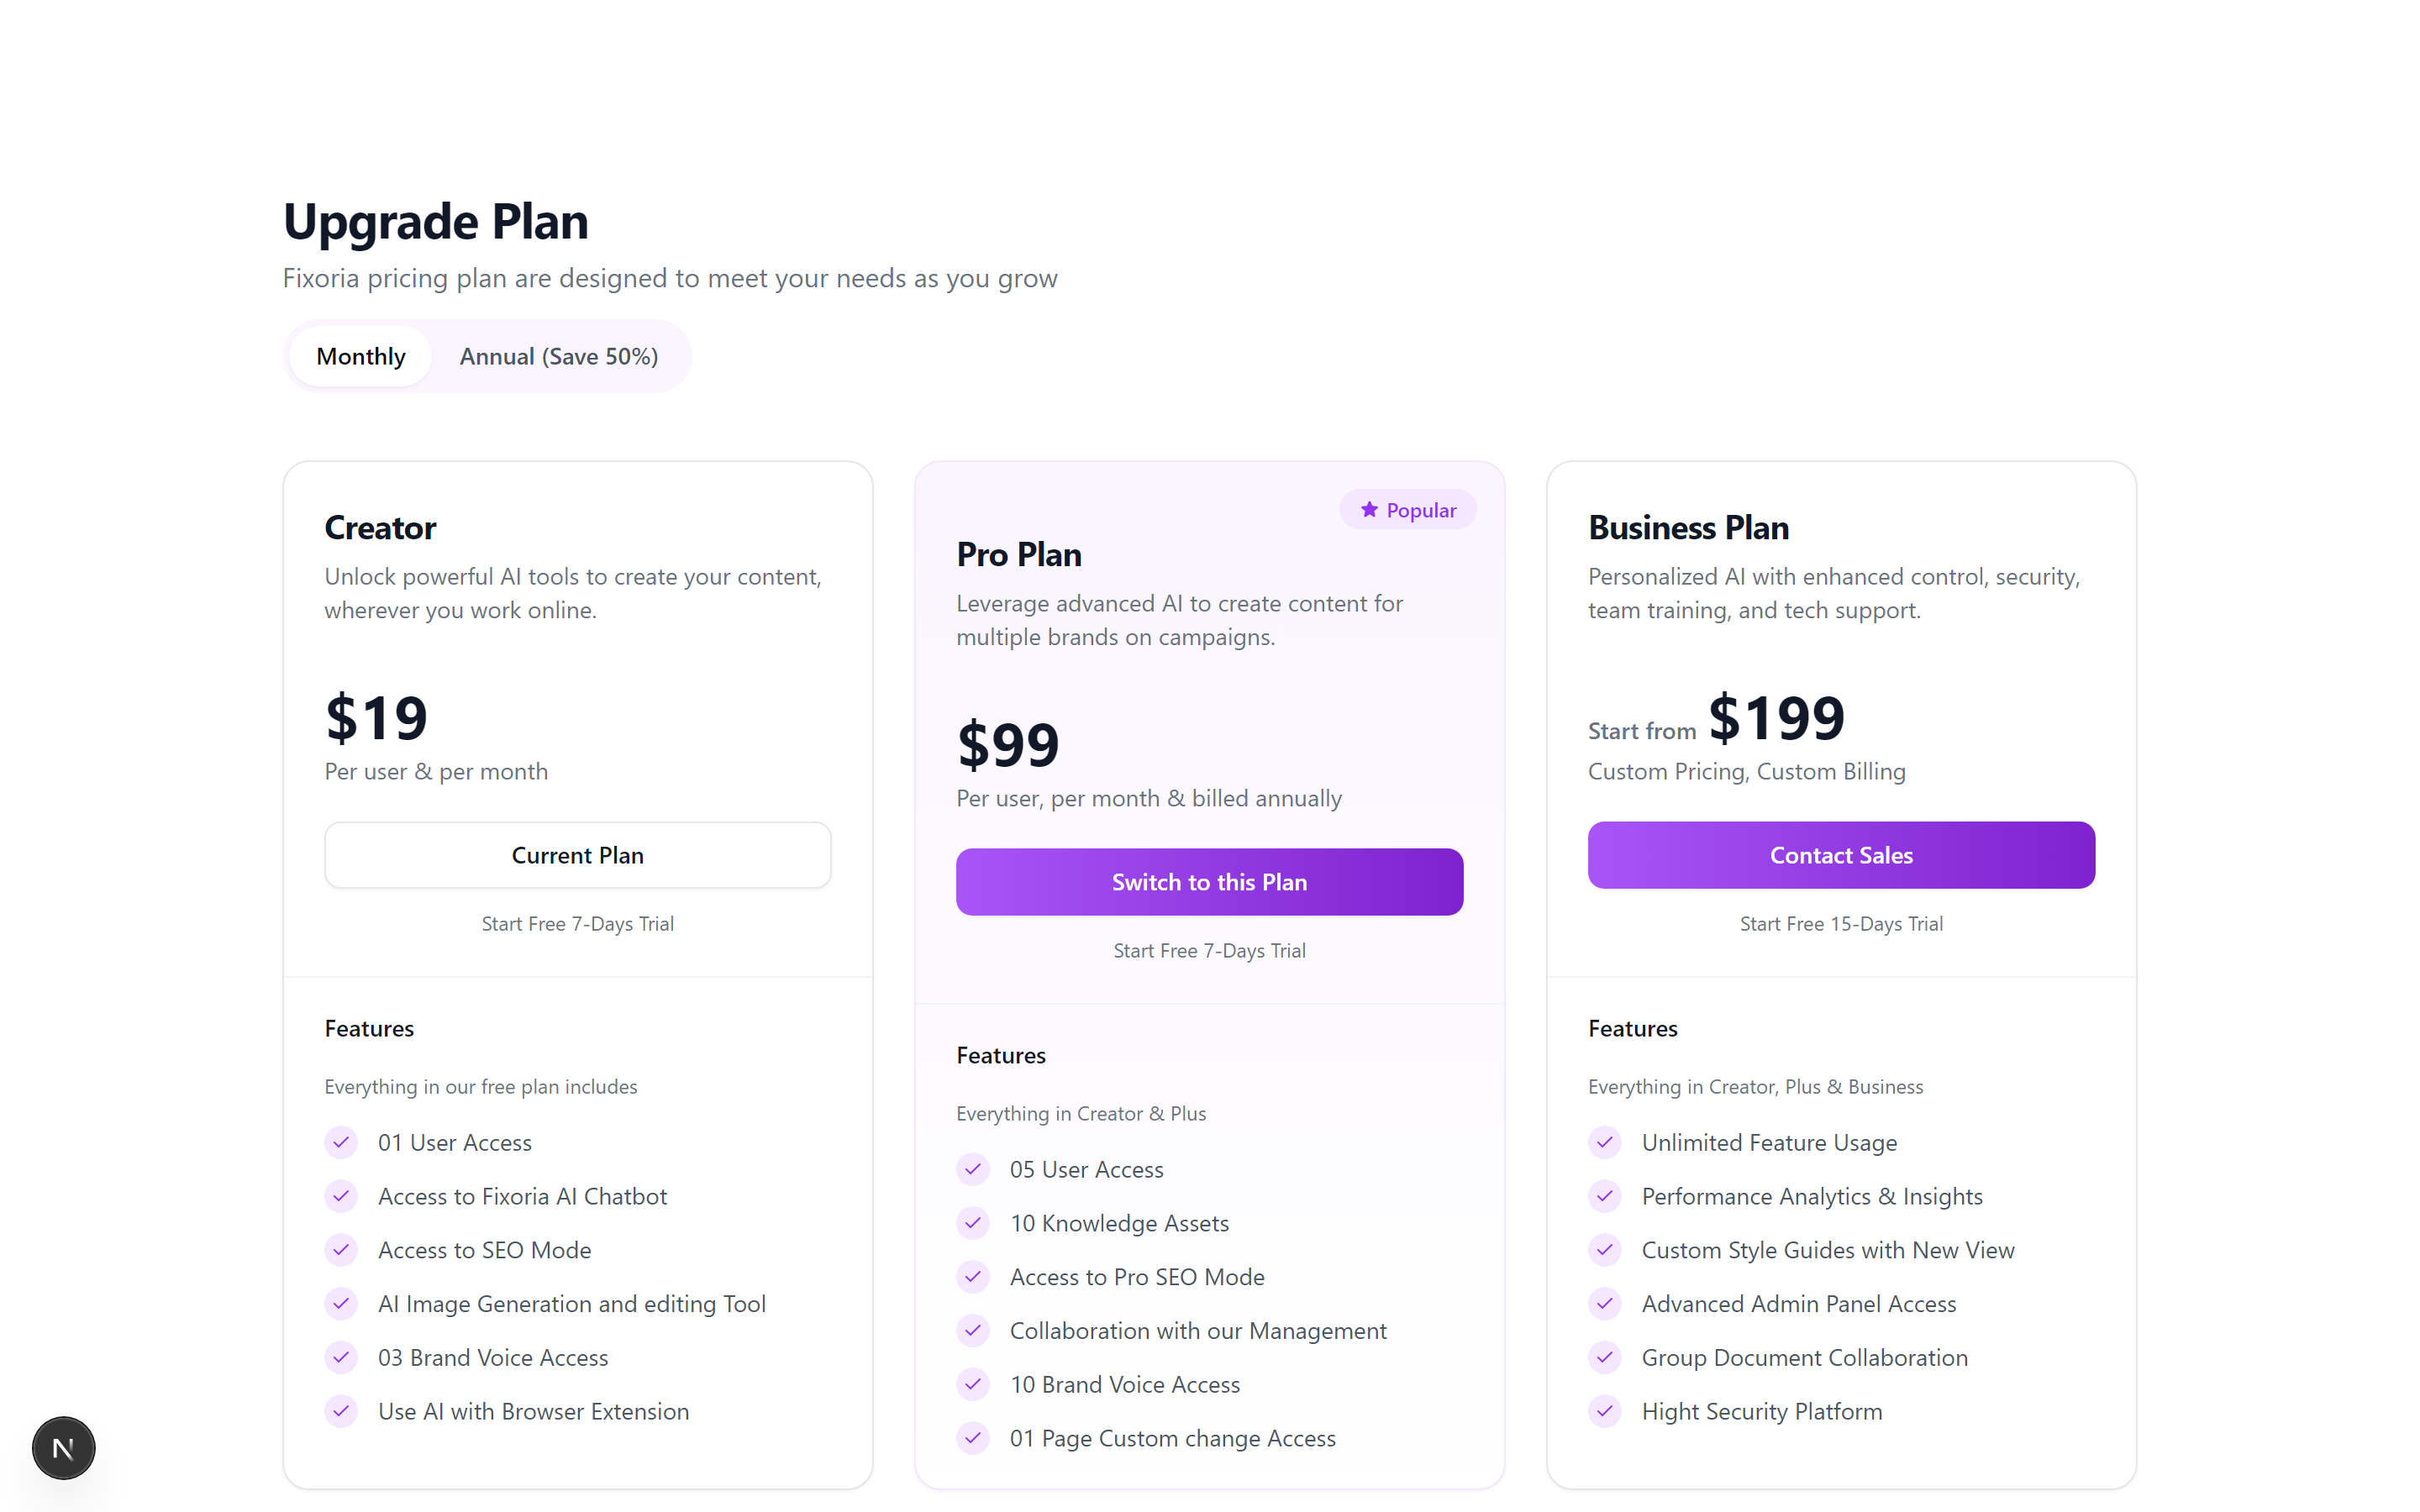 Upgrade Plan
Fixoria pricing plan are designed to meet your needs as you grow
Monthly
Annual (Save 50%)
Creator
Unlock powerful AI tools to create your content,
wherever you work online.
$19
Per user & per month
Current Plan
Start Free 7-Days Trial
Features
Everything in our free plan includes
01 User Access
Access to Fixoria AI Chatbot
Access to SEO Mode
AI Image Generation and editing Tool
03 Brand Voice Access
Use AI with Browser Extension
Popular
Pro Plan
Leverage advanced AI to create content for
multiple brands on campaigns.
$99
Per user, per month & billed annually
Switch to this Plan
Start Free 7-Days Trial
Features
Everything in Creator & Plus
05 User Access
10 Knowledge Assets
Access to Pro SEO Mode
Collaboration with our Management
10 Brand Voice Access
01 Page Custom change Access
Business Plan
Personalized AI with enhanced control, security,
team training, and tech support.
Start from $199
Custom Pricing, Custom Billing
Contact Sales
Start Free 15-Days Trial
Features
Everything in Creator, Plus & Business
Unlimited Feature Usage
Performance Analytics & Insights
Custom Style Guides with New View
Advanced Admin Panel Access
Group Document Collaboration
Hight Security Platform
N